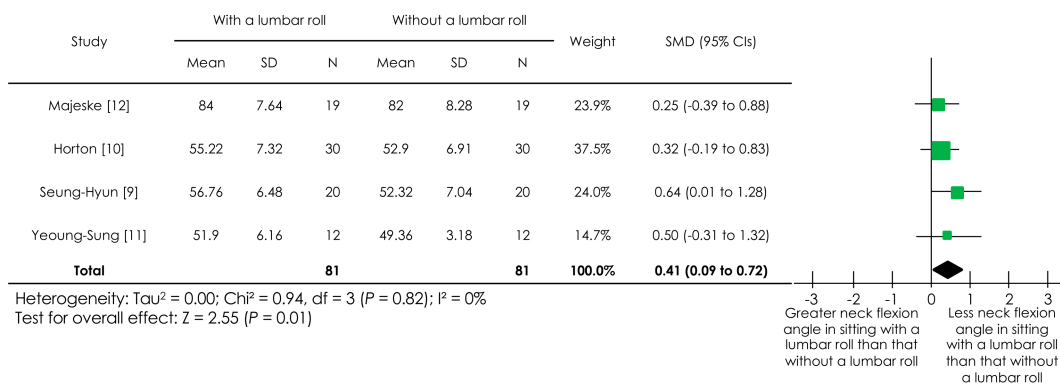 With a lumbar roll Without a lumbar roll
Study Weight SMD (95% CIs)
Mean SD N Mean SD N
Majeske [12] 84 7.64 19 82 8.28 19 23.9% 0.25 (-0.39 to 0.88)
Horton [10] 55.22 7.32 30 52.9 6.91 30 37.5% 0.32 (-0.19 to 0.83)
Seung-Hyun [9] 56.76 6.48 20 52.32 7.04 20 24.0% 0.64 (0.01 to 1.28)
Yeoung-Sung [11] 51.9 6.16 12 49.36 3.18 12 14.7% 0.50 (-0.31 to 1.32)
Total 81 81 100.0% 0.41 (0.09 to 0.72)
Heterogeneity: Tau² = 0.00; Chi² = 0.94, df = 3 (P = 0.82); I² = 0%
Test for overall effect: Z = 2.55 (P = 0.01)
-3 -2 -1 0 1 2 3
Greater neck flexion
angle in sitting with a
lumbar roll than that
without a lumbar roll
Less neck flexion
angle in sitting
with a lumbar roll
than that without
a lumbar roll